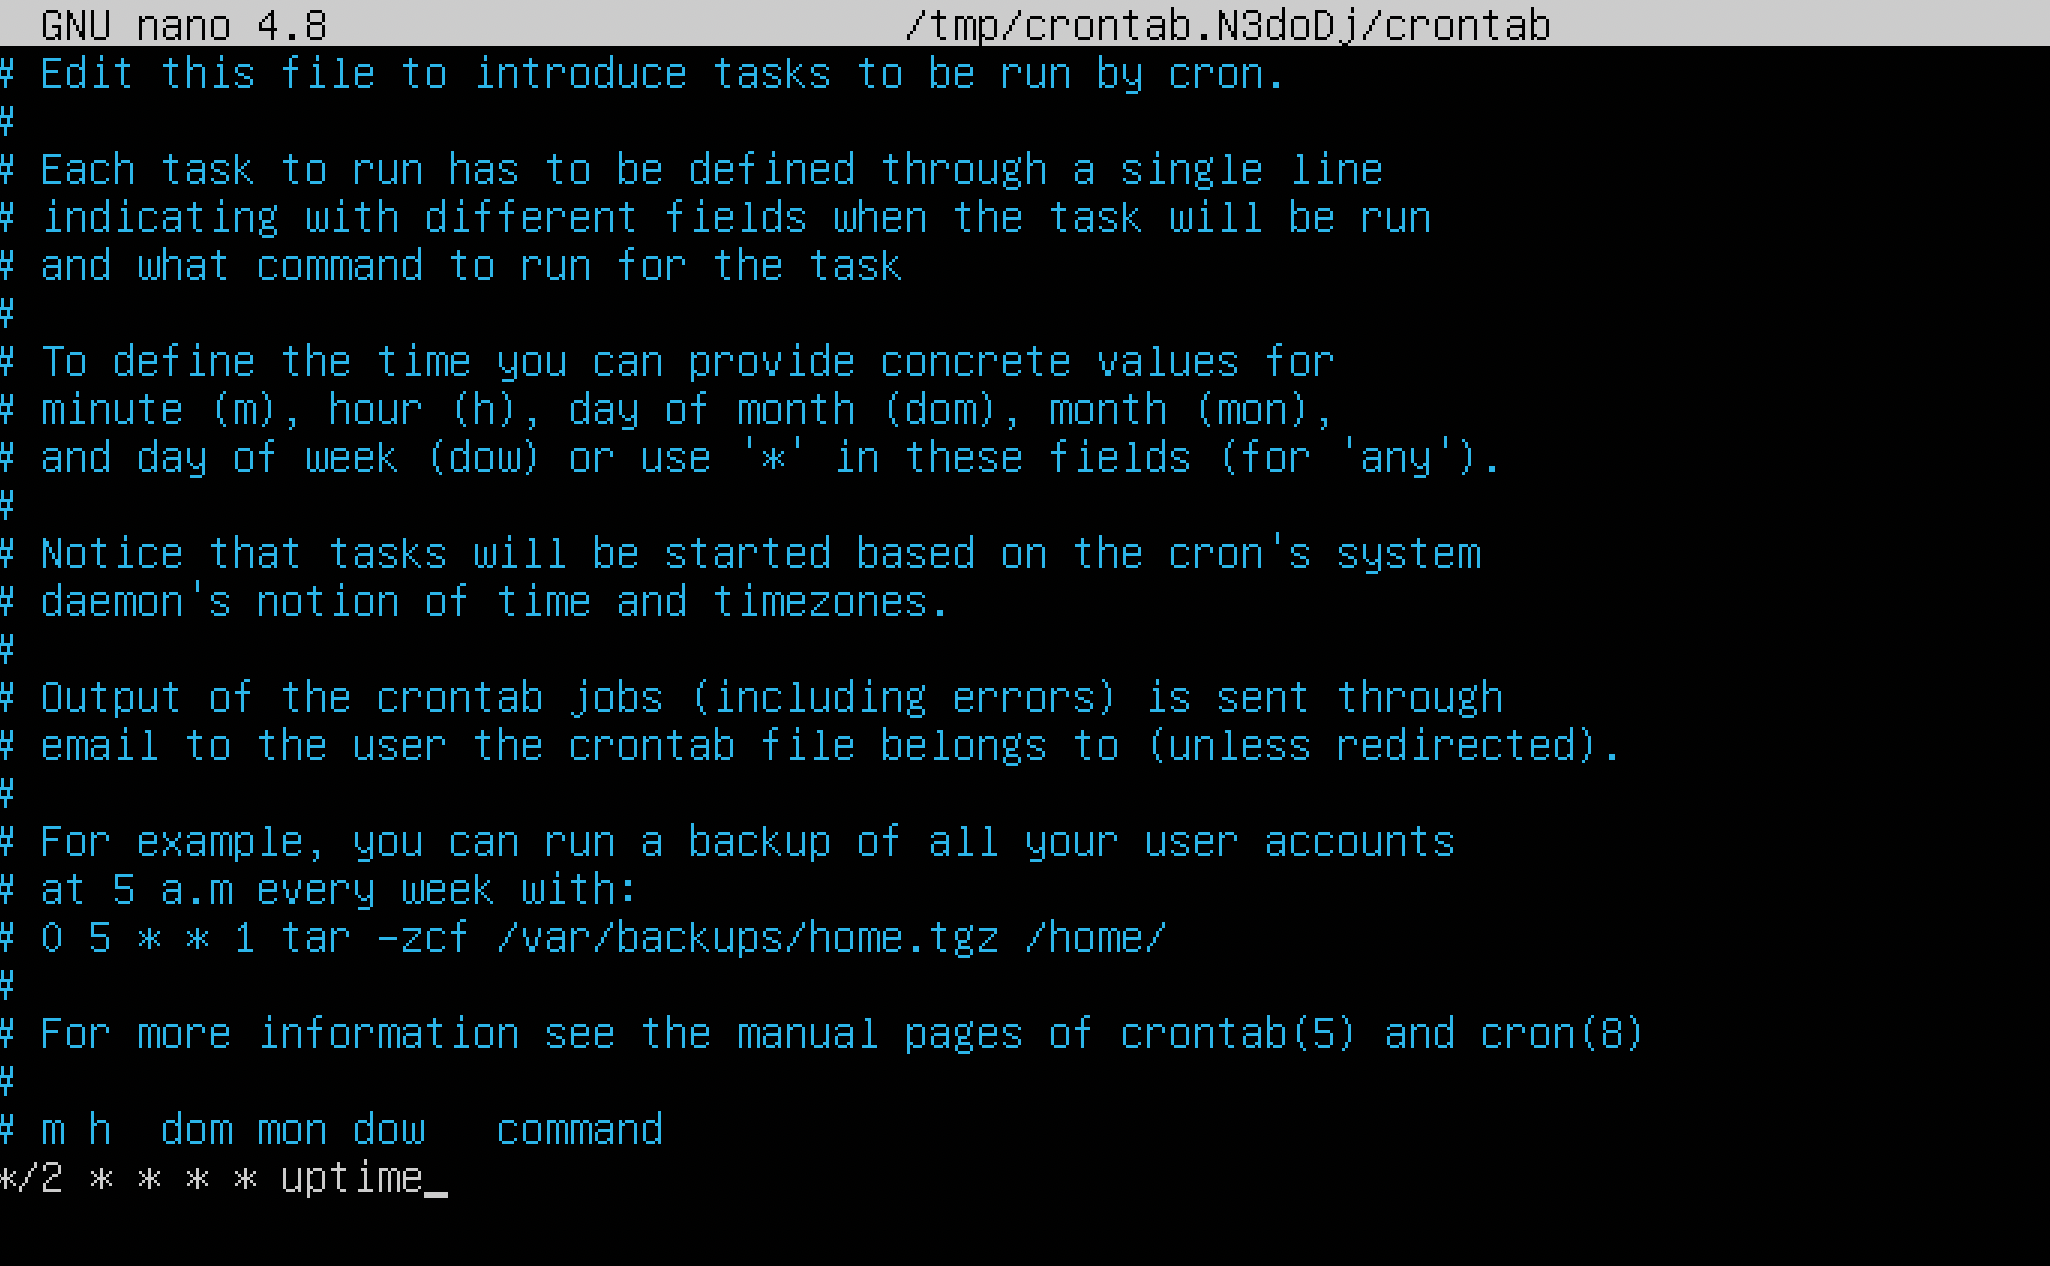 GNU nano 4.8 /tmp/crontab.N3doDj/crontab
# Edit this file to introduce tasks to be run by cron.
#
# Each task to run has to be defined through a single line
# indicating with different fields when the task will be run
# and what command to run for the task
#
# To define the time you can provide concrete values for
# minute (m), hour (h), day of month (dom), month (mon),
# and day of week (dow) or use '*' in these fields (for 'any').
#
# Notice that tasks will be started based on the cron's system
# daemon's notion of time and timezones.
#
# Output of the crontab jobs (including errors) is sent through
# email to the user the crontab file belongs to (unless redirected).
#
# For example, you can run a backup of all your user accounts
# at 5 a.m every week with:
# 0 5 * * 1 tar -zcf /var/backups/home.tgz /home/
#
# For more information see the manual pages of crontab(5) and cron(8)
#
# m h  dom mon dow   command
*/2 * * * * uptime